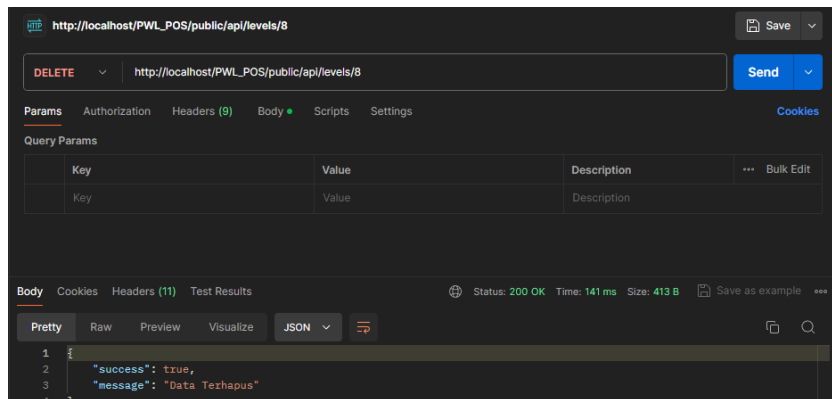 HTTP http://localhost/PWL_POS/public/api/levels/8 Save
DELETE http://localhost/PWL_POS/public/api/levels/8 Send
Params Authorization Headers (9) Body Scripts Settings Cookies
Query Params
Key Value Description ••• Bulk Edit
Key Value Description
Body Cookies Headers (11) Test Results Status: 200 OK Time: 141 ms Size: 413 B Save as example •••
Pretty Raw Preview Visualize JSON
1 {
2 "success": true,
3 "message": "Data Terhapus"